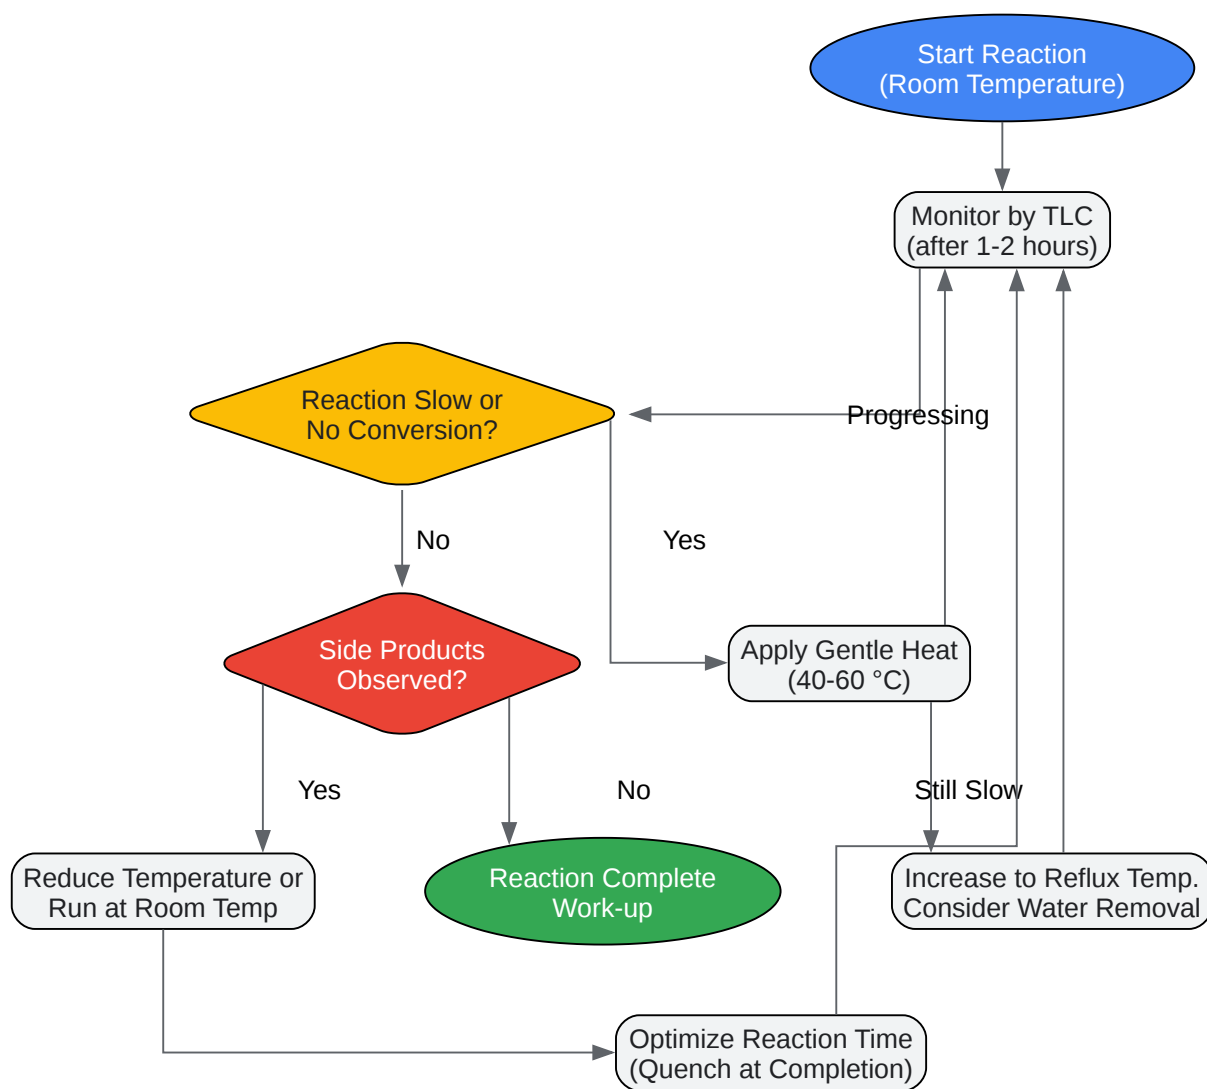 Start Reaction
(Room Temperature)
Monitor by TLC
(after 1-2 hours)
Reaction Slow or
No Conversion?
Progressing
No
Yes
Side Products
Observed?
Apply Gentle Heat
(40-60 °C)
Yes
No
Still Slow
Reduce Temperature or
Run at Room Temp
Reaction Complete
Work-up
Increase to Reflux Temp.
Consider Water Removal
Optimize Reaction Time
(Quench at Completion)